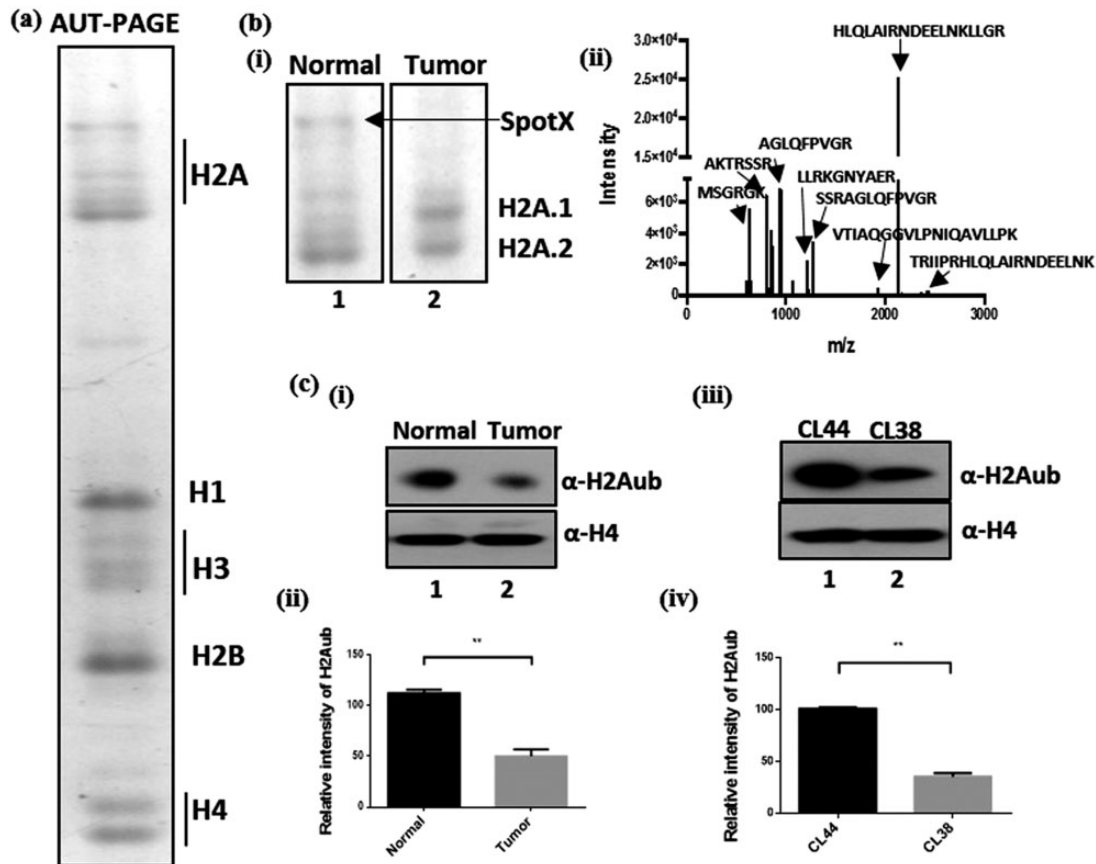 (a) AUT-PAGE
H2A
H1
H3
H2B
H4
(b)
(i) Normal Tumor
SpotX
H2A.1
H2A.2
1 2
(ii)
HLQLAIRNDEELNKLLGR
AGLQFPVGR
AKTRSSR
LLRKGNYAER
MSGRGK
SSRAGLQFPVGR
VTIAQGGVLPNIQAVLLPK
TRIIPRHLQLAIRNDEELNK
Intensity
3.0×10⁴
2.5×10⁴
2.0×10⁴
1.5×10⁴
6×10³
4×10³
2×10³
0
0 1000 2000 3000
m/z
(c)
(i)
Normal Tumor
α-H2Aub
α-H4
1 2
(ii)
Relative intensity of H2Aub
150
100
50
0
**
Normal Tumor
(iii)
CL44 CL38
α-H2Aub
α-H4
1 2
(iv)
Relative intensity of H2Aub
150
100
50
0
**
CL44 CL38